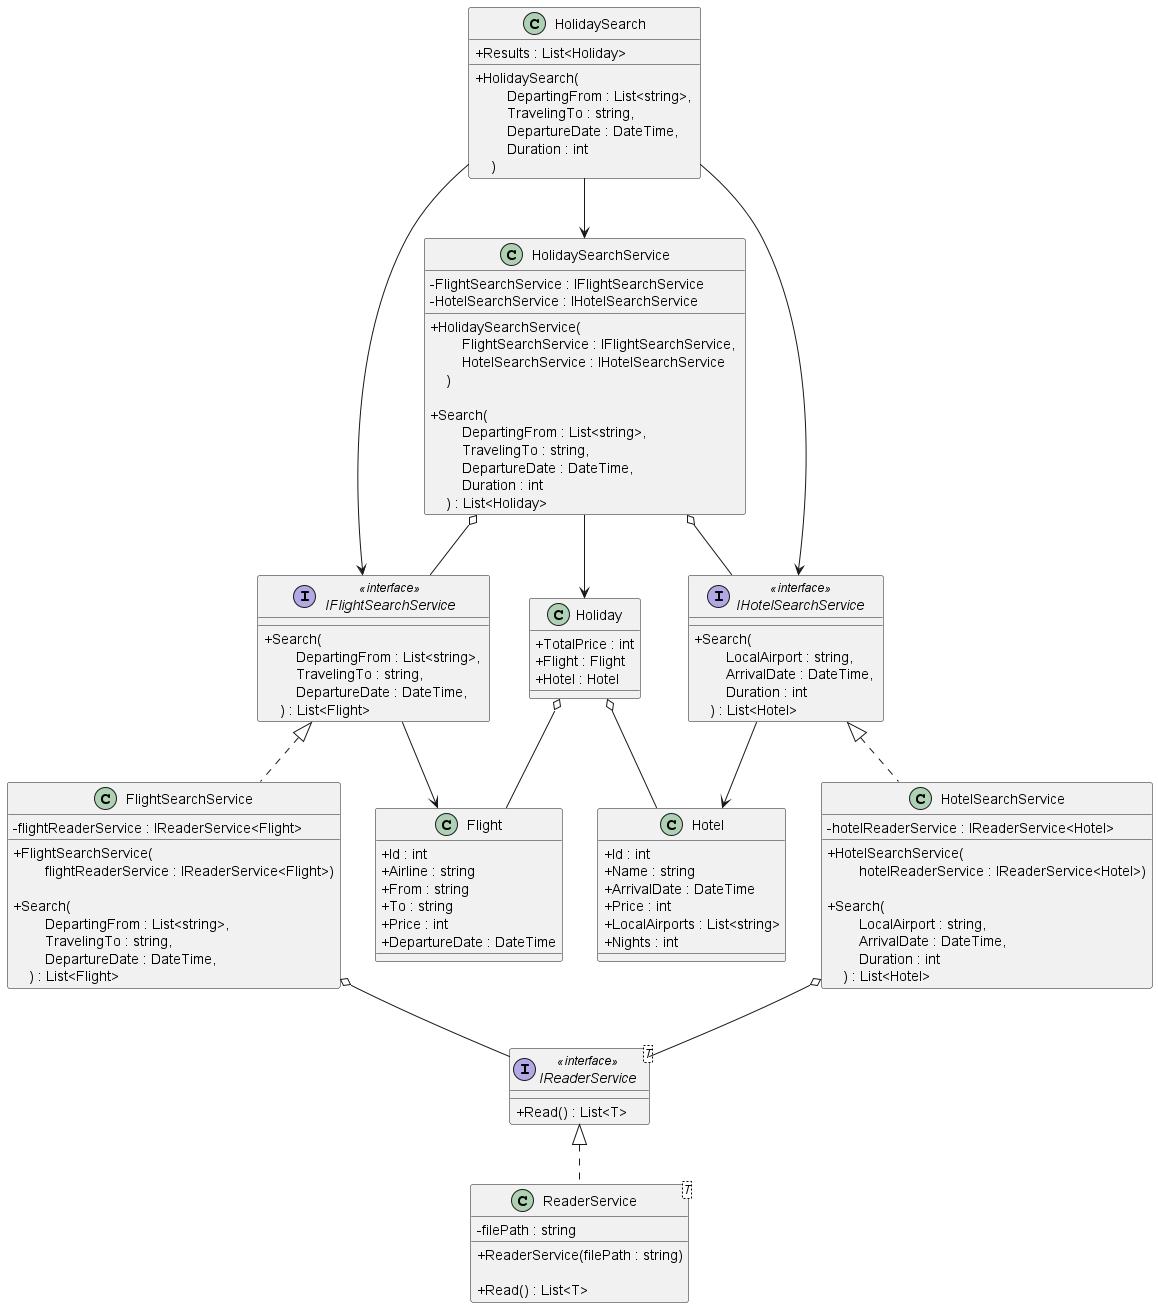 C HolidaySearch
+Results : List<Holiday>
+HolidaySearch(
DepartingFrom : List<string>,
TravelingTo : string,
DepartureDate : DateTime,
Duration : int
)
C HolidaySearchService
-FlightSearchService : IFlightSearchService
-HotelSearchService : IHotelSearchService
+HolidaySearchService(
FlightSearchService : IFlightSearchService,
HotelSearchService : IHotelSearchService
)
+Search(
DepartingFrom : List<string>,
TravelingTo : string,
DepartureDate : DateTime,
Duration : int
) : List<Holiday>
I «interface»
IFlightSearchService
+Search(
DepartingFrom : List<string>,
TravelingTo : string,
DepartureDate : DateTime,
) : List<Flight>
C Holiday
+TotalPrice : int
+Flight : Flight
+Hotel : Hotel
I «interface»
IHotelSearchService
+Search(
LocalAirport : string,
ArrivalDate : DateTime,
Duration : int
) : List<Hotel>
C FlightSearchService
-flightReaderService : IReaderService<Flight>
+FlightSearchService(
flightReaderService : IReaderService<Flight>)
+Search(
DepartingFrom : List<string>,
TravelingTo : string,
DepartureDate : DateTime,
) : List<Flight>
C Flight
+Id : int
+Airline : string
+From : string
+To : string
+Price : int
+DepartureDate : DateTime
C Hotel
+Id : int
+Name : string
+ArrivalDate : DateTime
+Price : int
+LocalAirports : List<string>
+Nights : int
C HotelSearchService
-hotelReaderService : IReaderService<Hotel>
+HotelSearchService(
hotelReaderService : IReaderService<Hotel>)
+Search(
LocalAirport : string,
ArrivalDate : DateTime,
Duration : int
) : List<Hotel>
I «interface» T
IReaderService
+Read() : List<T>
C ReaderService T
-filePath : string
+ReaderService(filePath : string)
+Read() : List<T>